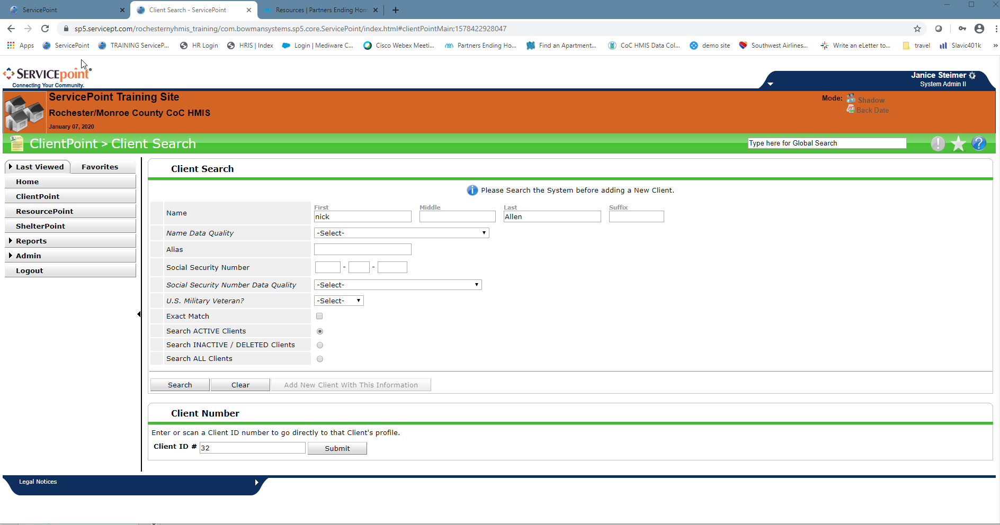 ServicePoint
Client Search - ServicePoint
Resources | Partners Ending Hom
sp5.servicept.com/rochesternyhmis_training/com.bowmansystems.sp5.core.ServicePoint/index.html#clientPointMain;1578422928047
Apps ServicePoint TRAINING ServiceP... HR Login HRIS | Index Login | Mediware C... Cisco Webex Meeti... Partners Ending Ho... Find an Apartment... CoC HMIS Data Col... demo site Southwest Airlines... Write an eLetter to... travel Slavic401k »
SERVICEpoint®
Connecting Your Community.
Janice Steimer
System Admin II
ServicePoint Training Site
Rochester/Monroe County CoC HMIS
January 07, 2020
Mode: Shadow
Back Date
ClientPoint > Client Search
Type here for Global Search
Last Viewed Favorites
Home
ClientPoint
ResourcePoint
ShelterPoint
Reports
Admin
Logout
Client Search
Please Search the System before adding a New Client.
First Middle Last Suffix
Name nick Allen
Name Data Quality -Select-
Alias
Social Security Number - -
Social Security Number Data Quality -Select-
U.S. Military Veteran? -Select-
Exact Match
Search ACTIVE Clients
Search INACTIVE / DELETED Clients
Search ALL Clients
Search Clear Add New Client With This Information
Client Number
Enter or scan a Client ID number to go directly to that Client's profile.
Client ID # 32 Submit
Legal Notices